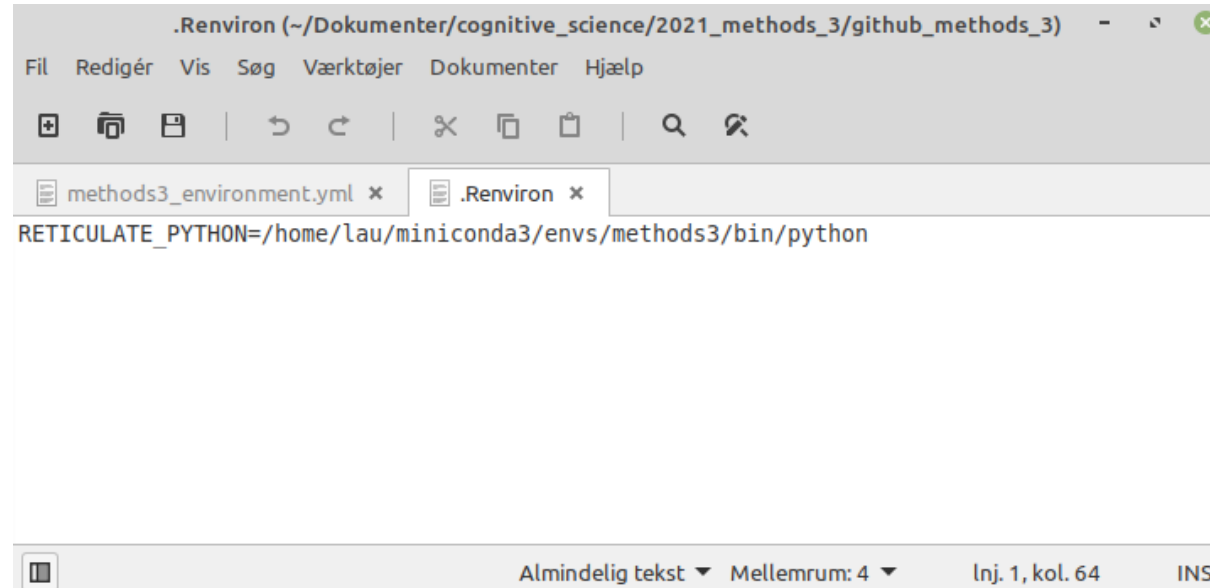 .Renviron (~/Dokumenter/cognitive_science/2021_methods_3/github_methods_3)
Fil Redigér Vis Søg Værktøjer Dokumenter Hjælp
methods3_environment.yml .Renviron
RETICULATE_PYTHON=/home/lau/miniconda3/envs/methods3/bin/python
Almindelig tekst Mellemrum: 4 lnj. 1, kol. 64 INS